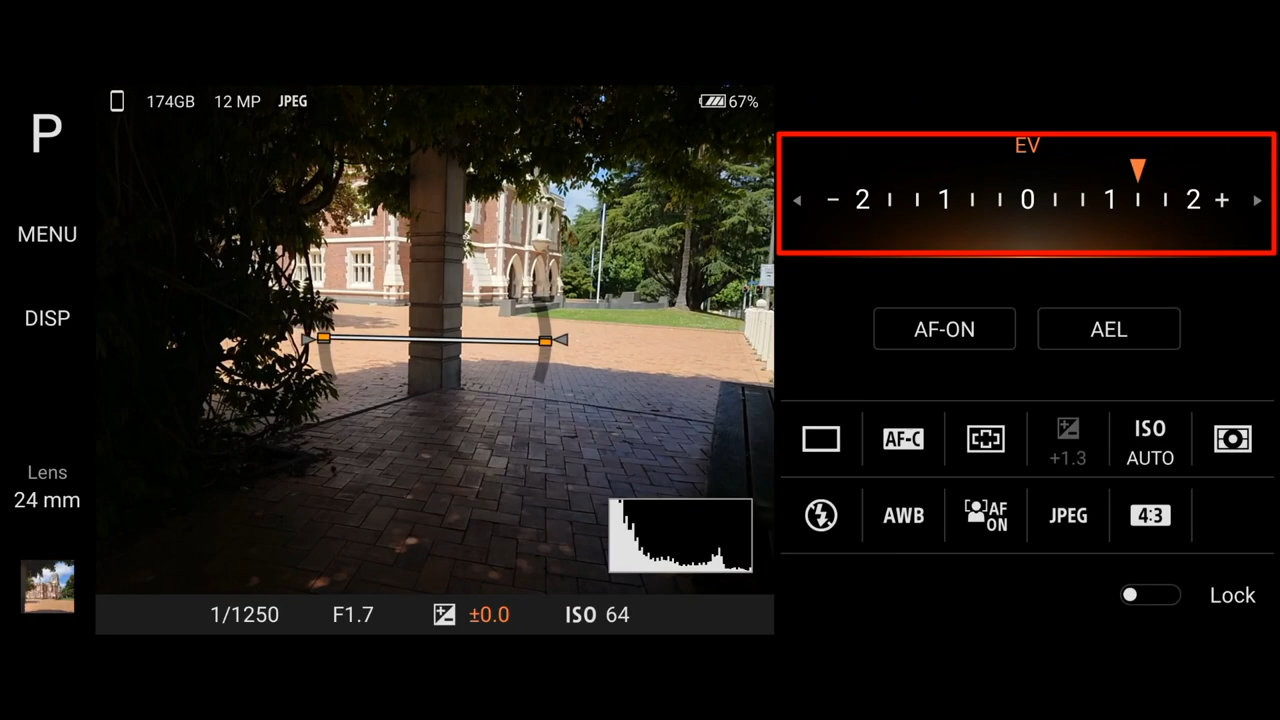 174GB 12 MP JPEG 67%
P
MENU
DISP
Lens
24 mm
1/1250 F1.7 ±0.0 ISO 64
EV
− 2 1 0 1 2 +
AF-ON AEL
AF-C +1.3 ISO AUTO
AWB AF ON JPEG 4:3
Lock